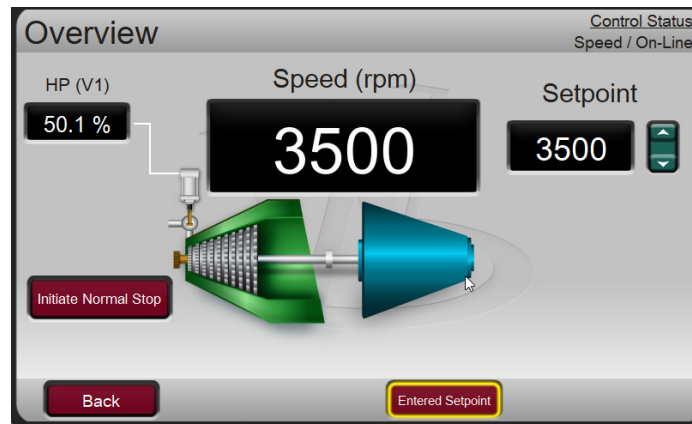 Overview
Control Status
Speed / On-Line
HP (V1)
50.1 %
Speed (rpm)
3500
Setpoint
3500
Initiate Normal Stop
Back
Entered Setpoint